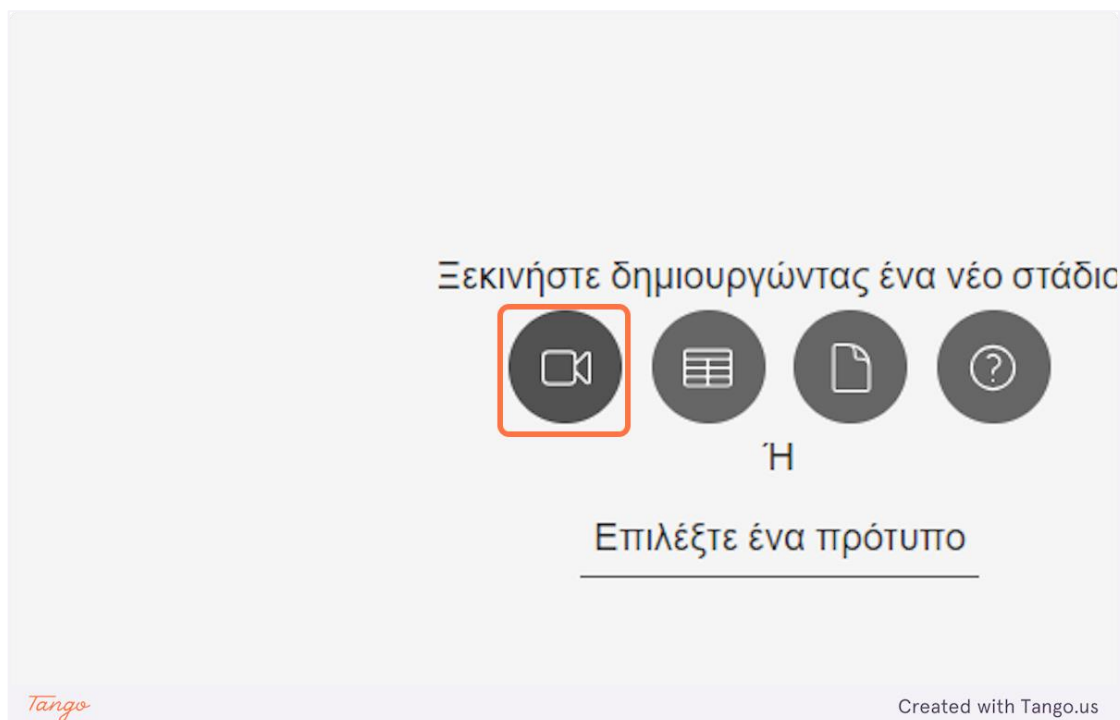 Ξεκινήστε δημιουργώντας ένα νέο στάδιο
Ή
Επιλέξτε ένα πρότυπο
Tango
Created with Tango.us